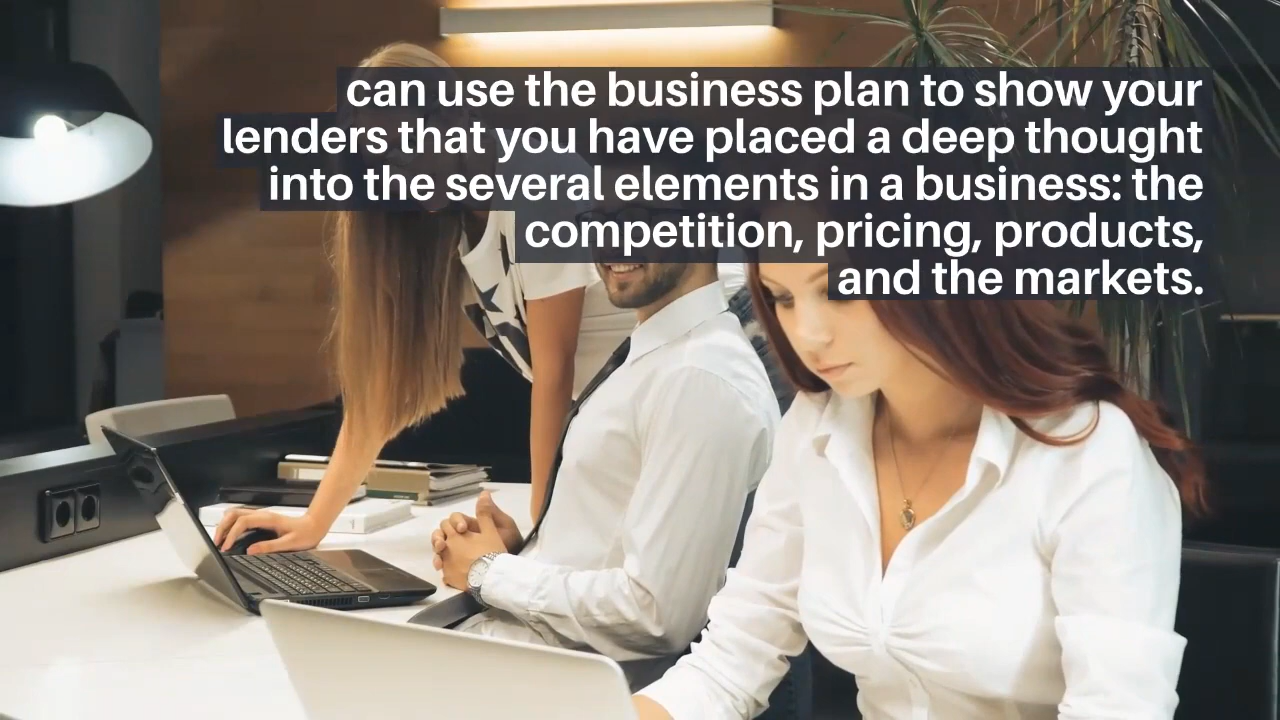 can use the business plan to show your
lenders that you have placed a deep thought
into the several elements in a business: the
competition, pricing, products,
and the markets.